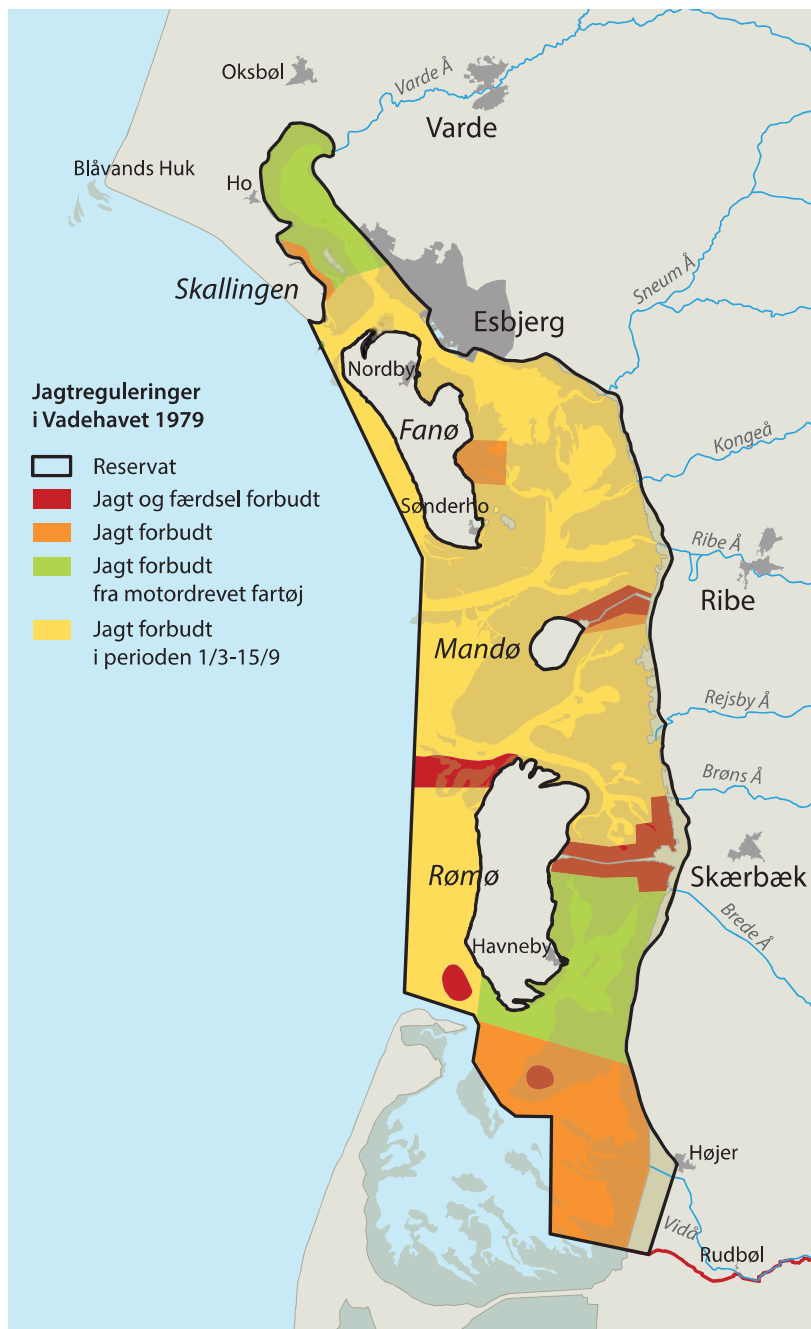 Oksbøl
Varde Å
Varde
Blåvands Huk
Ho
Sneum Å
Skallingen
Esbjerg
Nordby
Jagtreguleringer
i Vadehavet 1979
Fanø
Kongeå
Reservat
Jagt og færdsel forbudt
Sønderho
Jagt forbudt
Ribe Å
Jagt forbudt
fra motordrevet fartøj
Ribe
Jagt forbudt
i perioden 1/3-15/9
Mandø
Rejsby Å
Brøns Å
Rømø
Skærbæk
Brede Å
Havneby
Højer
Vidå
Rudbøl